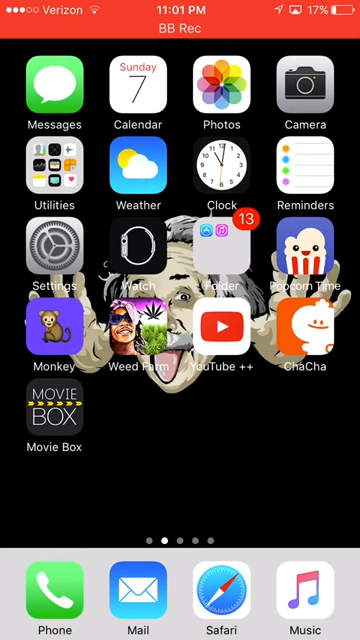 Verizon 11:01 PM 17%
BB Rec
Sunday
7
Messages Calendar Photos Camera
Utilities Weather Clock Reminders
13
Settings Watch Folder Popcorn Time
Monkey Weed Farm YouTube ++ ChaCha
MOVIE
BOX
Movie Box
Phone Mail Safari Music